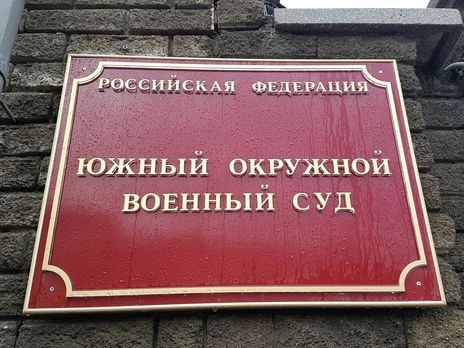 РОССИЙСКАЯ ФЕДЕРАЦИЯ
ЮЖНЫЙ ОКРУЖНОЙ
ВОЕННЫЙ СУД